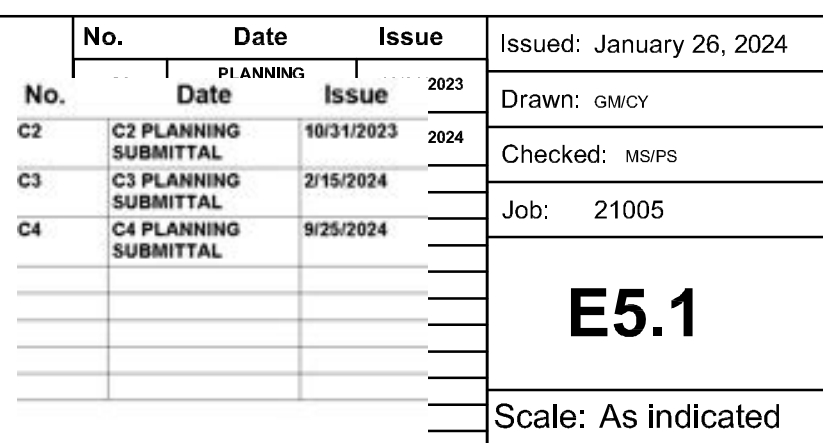 No. Date Issue
PLANNING
2023
2024
No. Date Issue
C2 C2 PLANNING 10/31/2023
SUBMITTAL
C3 C3 PLANNING 2/15/2024
SUBMITTAL
C4 C4 PLANNING 9/25/2024
SUBMITTAL
Issued: January 26, 2024
Drawn: GM/CY
Checked: MS/PS
Job: 21005
E5.1
Scale: As indicated